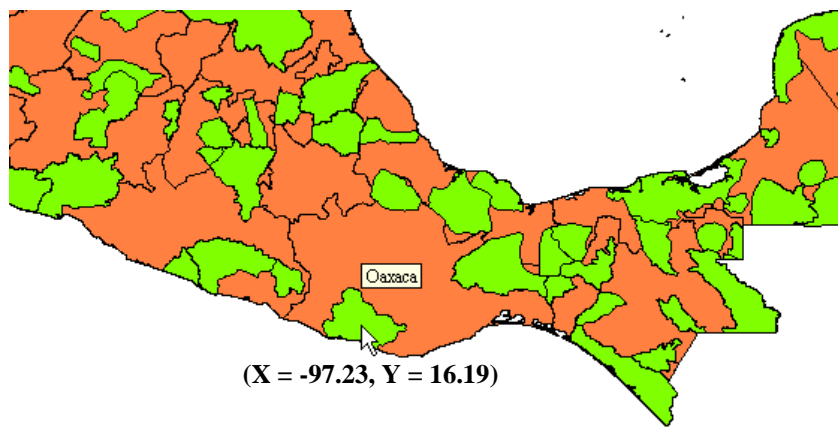 Oaxaca
(X = -97.23, Y = 16.19)